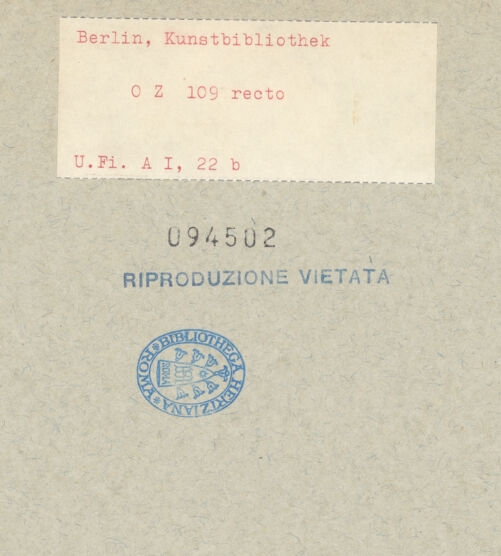 Berlin, Kunstbibliothek
O Z 109 recto
U.Fi. A I, 22 b
094502
RIPRODUZIONE VIETATA
BIBLIOTHECA HERTZIANA * ROMA *